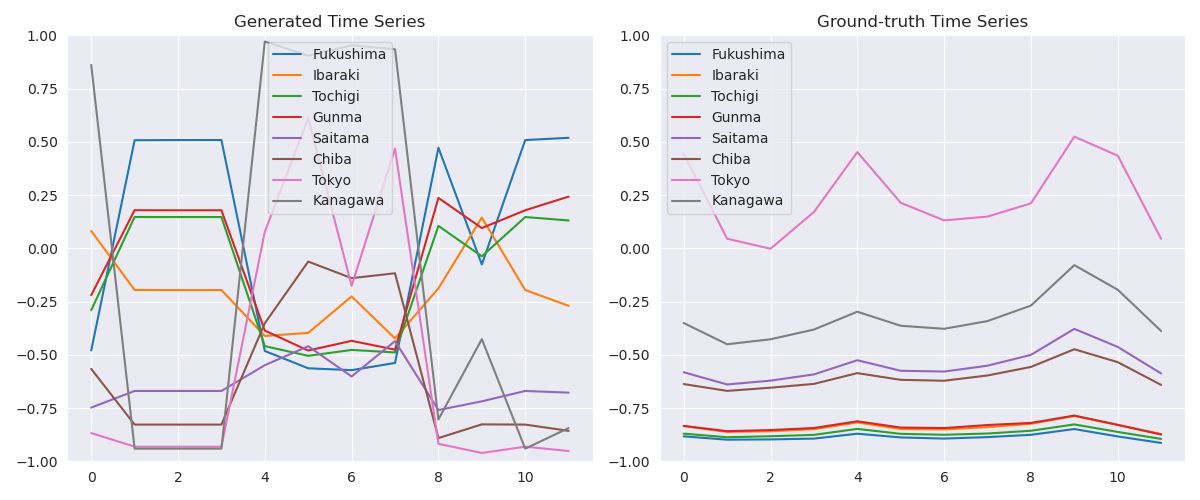 Generated Time Series
1.00
0.75
0.50
0.25
0.00
−0.25
−0.50
−0.75
−1.00
0 2 4 6 8 10
Fukushima
Ibaraki
Tochigi
Gunma
Saitama
Chiba
Tokyo
Kanagawa
Ground-truth Time Series
1.00
0.75
0.50
0.25
0.00
−0.25
−0.50
−0.75
−1.00
0 2 4 6 8 10
Fukushima
Ibaraki
Tochigi
Gunma
Saitama
Chiba
Tokyo
Kanagawa